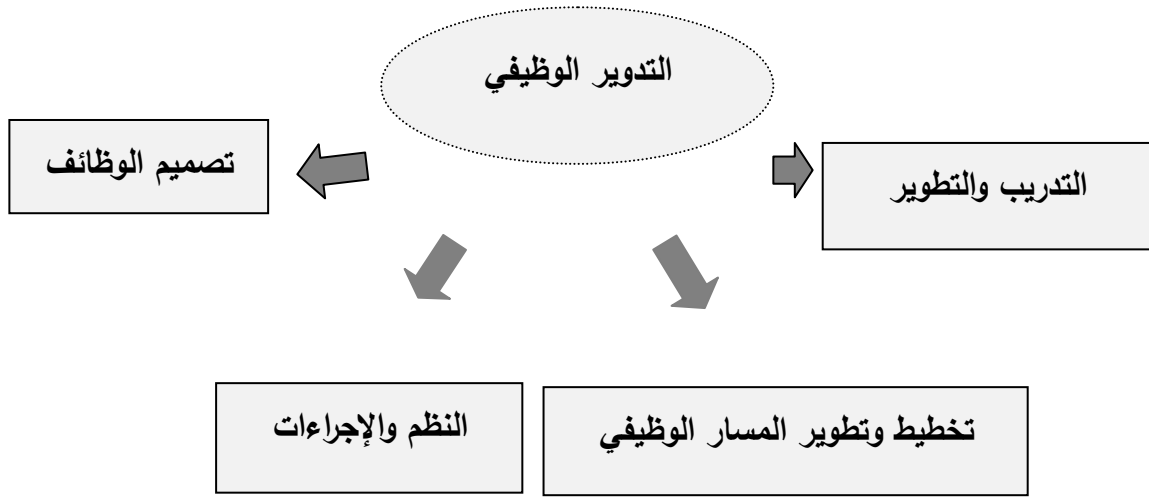 التدوير الوظيفي
التدريب والتطوير
تصميم الوظائف
تخطيط وتطوير المسار الوظيفي
النظم والإجراءات